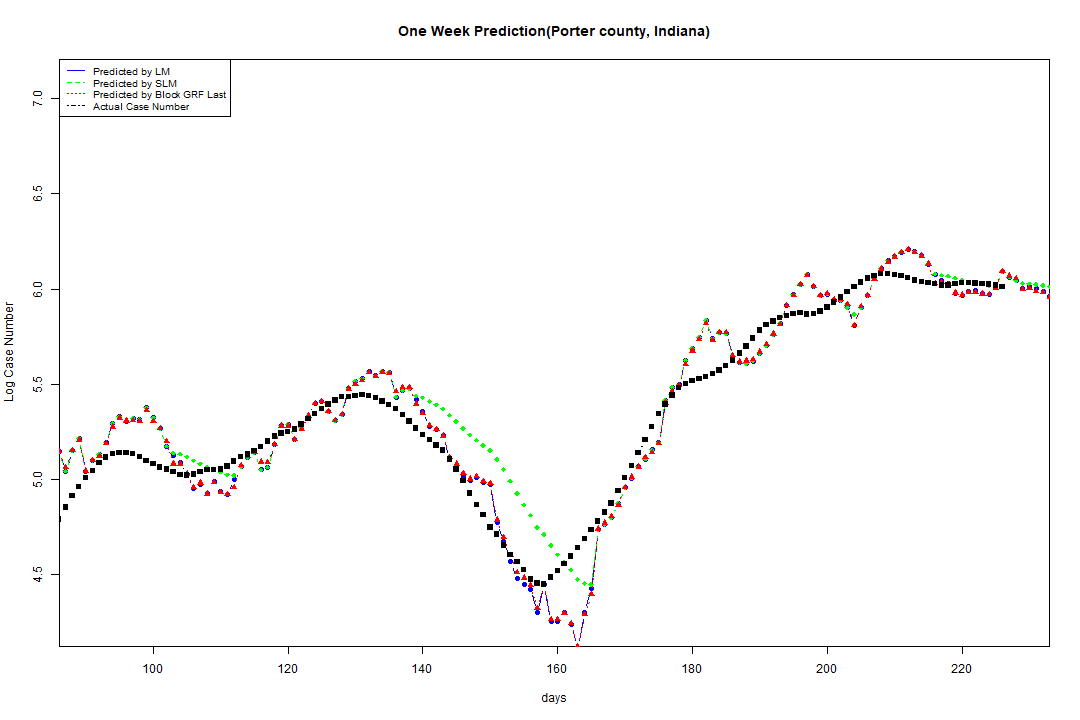 One Week Prediction(Porter county, Indiana)
Predicted by LM
Predicted by SLM
Predicted by Block GRF Last
Actual Case Number
7.0
6.5
6.0
5.5
5.0
4.5
Log Case Number
100 120 140 160 180 200 220
days